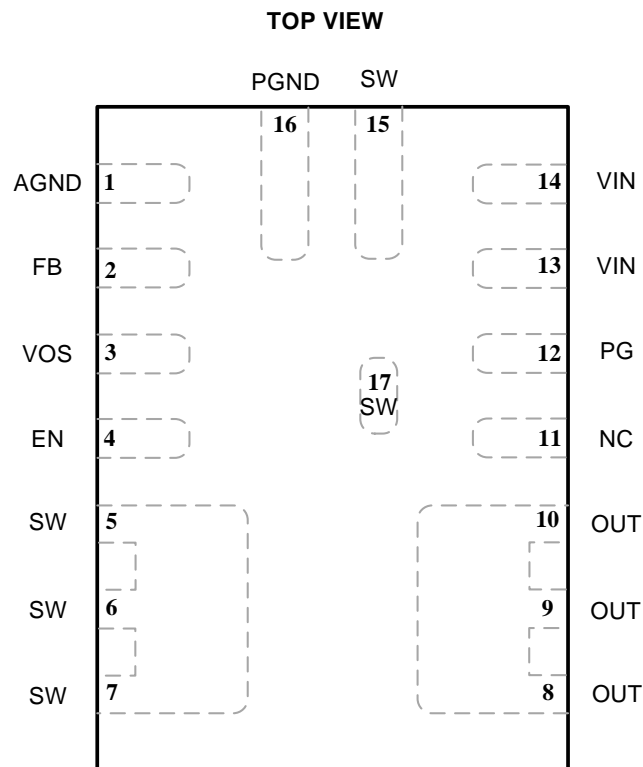 TOP VIEW
PGND SW
16 15
AGND 1 14 VIN
FB 2 13 VIN
VOS 3 12 PG
17
SW
EN 4 11 NC
SW 5 10 OUT
SW 6 9 OUT
SW 7 8 OUT